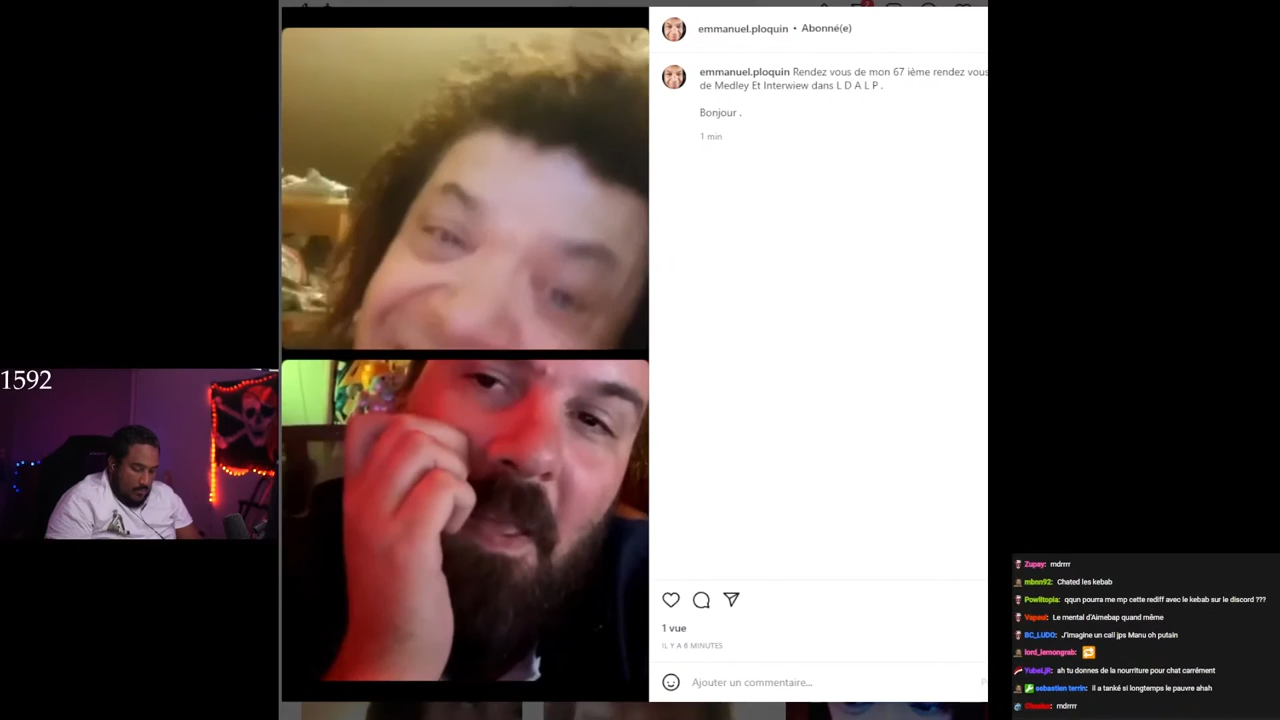 emmanuel.ploquin • Abonné(e)
emmanuel.ploquin Rendez vous de mon 67 ième rendez vous
de Medley Et Interwiew dans L D A L P .
Bonjour .
1 min
1592
1 vue
IL Y A 6 MINUTES
Ajouter un commentaire...
Zupay: mdrrrr
mbnn92: Chated les kebab
Powlltopia: qqun pourra me mp cette rediff avec le kebab sur le discord ???
Vapeul: Le mental d'Aimebap quand même
BC_LUDO: J'imagine un call jps Manu oh putain
lord_lemongrab:
YubeLjR: ah tu donnes de la nourriture pour chat carrément
sebastien terrin: il a tanké si longtemps le pauvre ahah
mdrrr